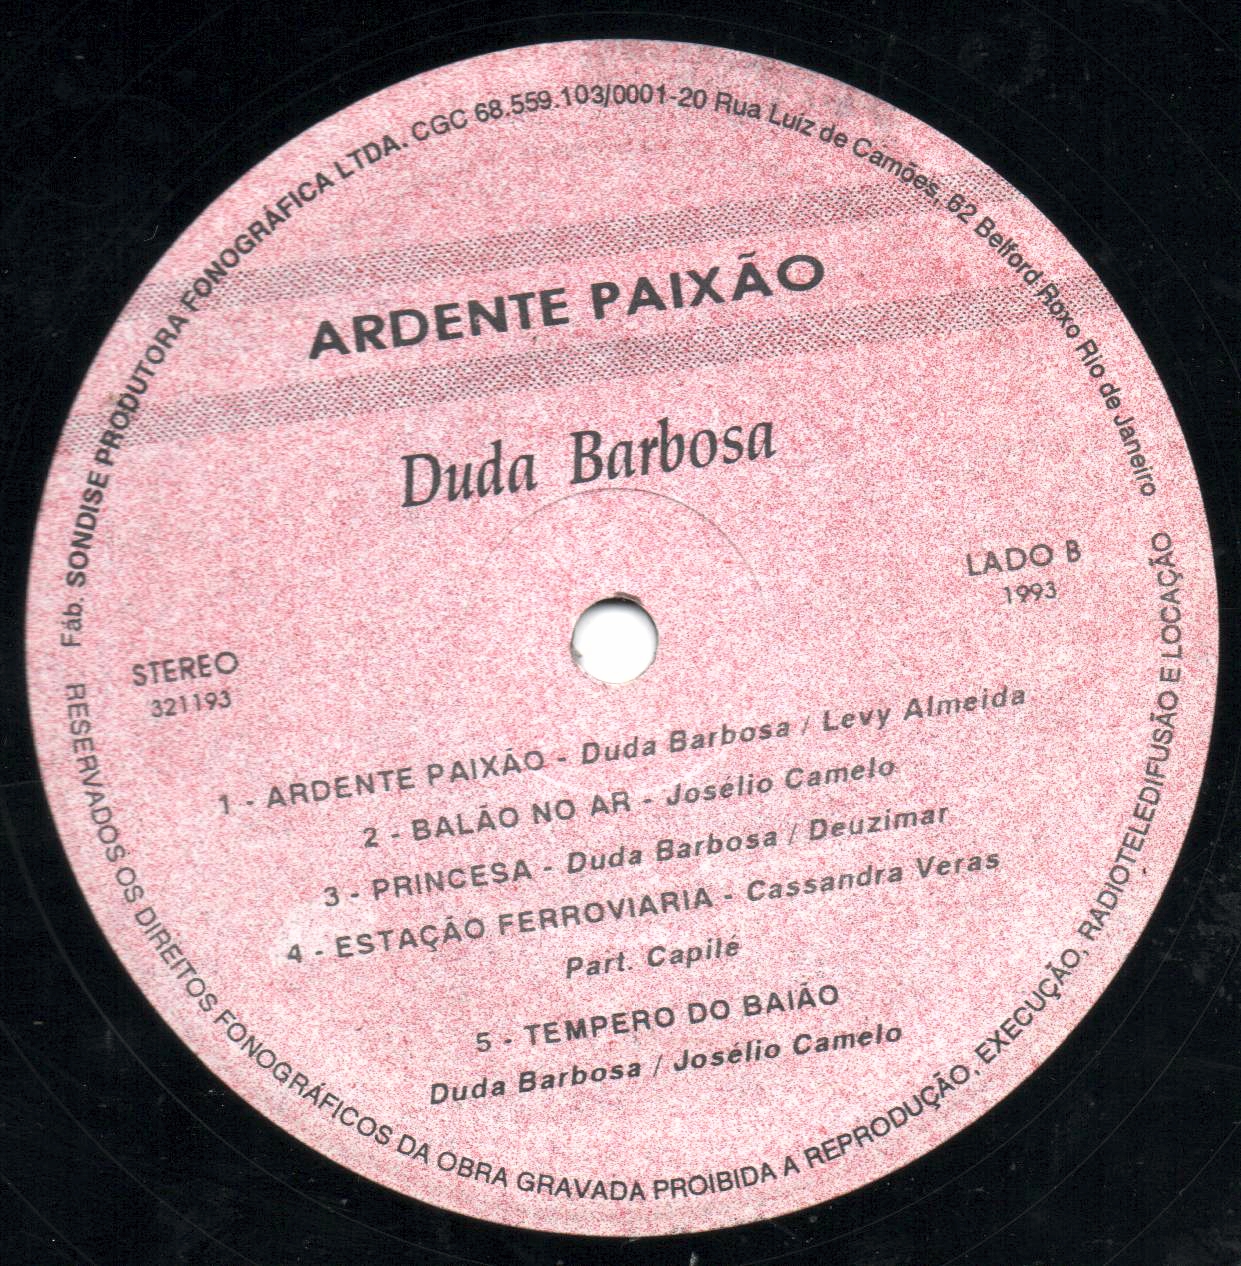 Fáb. SONDISE PRODUTORA FONOGRÁFICA LTDA. CGC 68.559.103/0001-20 Rua Luíz de Camões, 62 Belford Roxo Rio de Janeiro
ARDENTE PAIXÃO
Duda Barbosa
LADO B
1993
STEREO
321193
1 - ARDENTE PAIXÃO - Duda Barbosa / Levy Almeida
2 - BALÃO NO AR - Josélio Camelo
3 - PRINCESA - Duda Barbosa / Deuzimar
4 - ESTAÇÃO FERROVIARIA - Cassandra Veras
Part. Capilé
5 - TEMPERO DO BAIÃO
Duda Barbosa / Josélio Camelo
RESERVADOS OS DIREITOS FONOGRÁFICOS DA OBRA GRAVADA PROIBIDA A REPRODUÇÃO, EXECUÇÃO, RADIOTELEDIFUSÃO E LOCAÇÃO